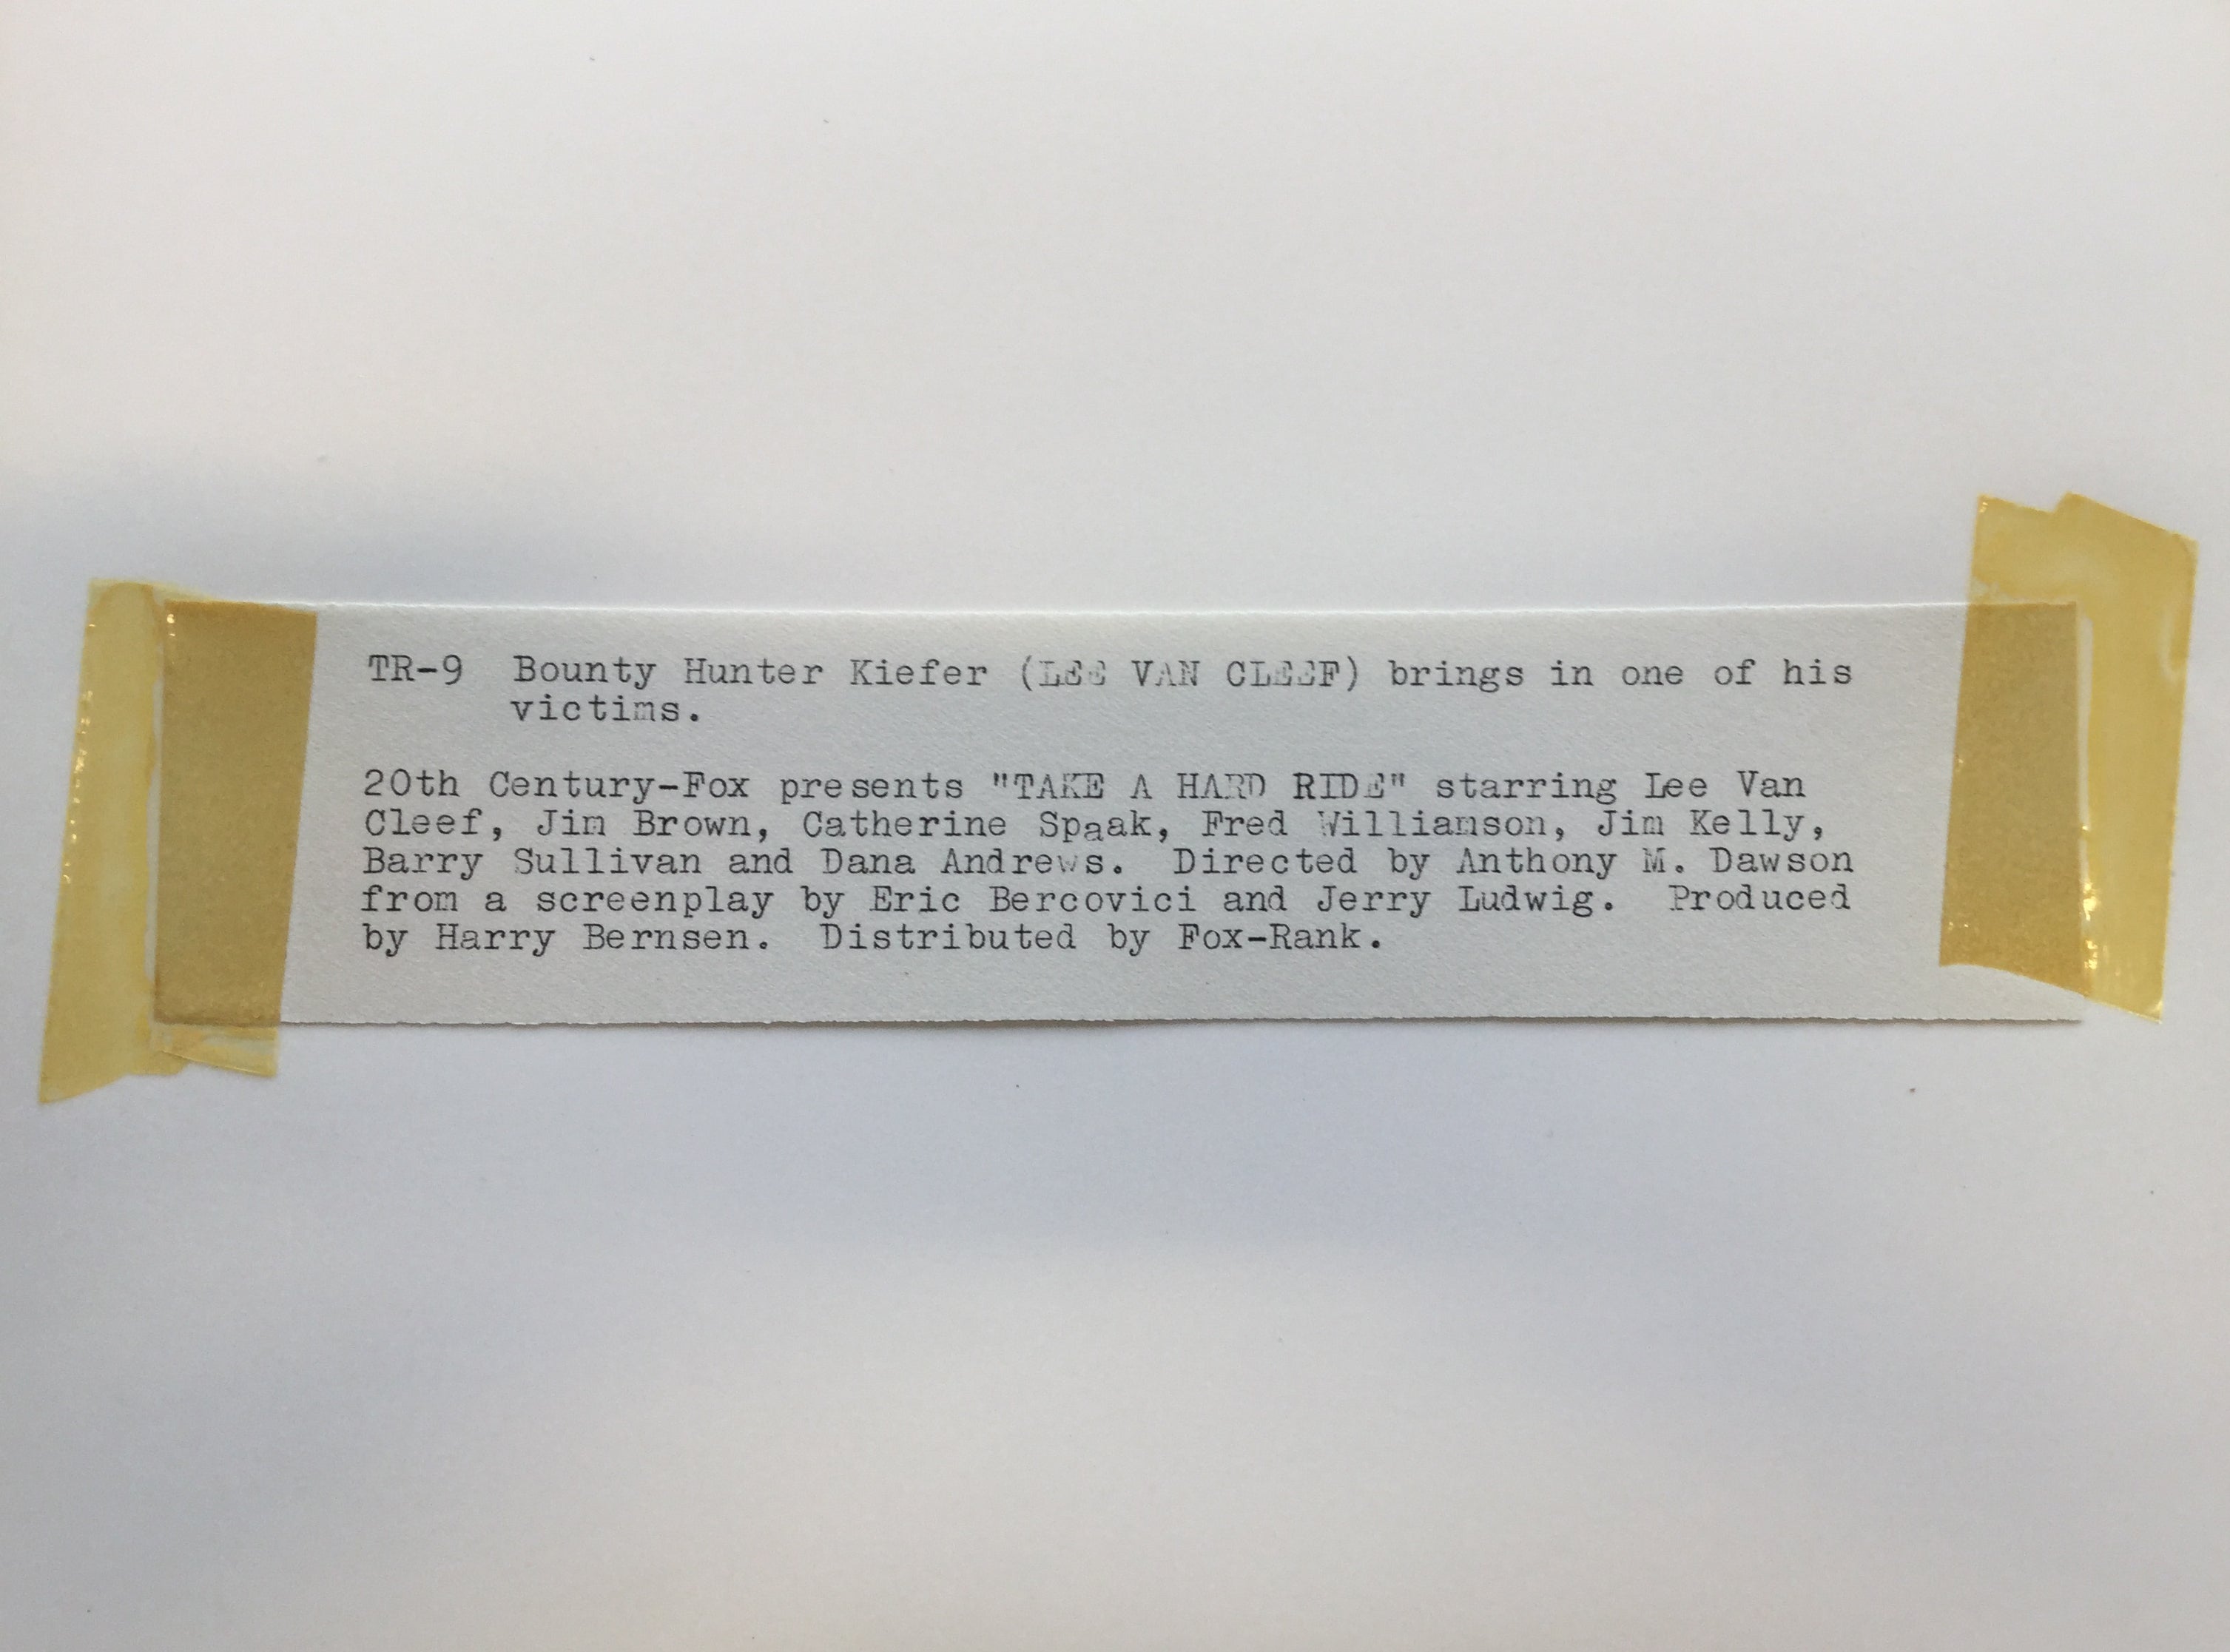 TR-9  Bounty Hunter Kiefer (LEE VAN CLEEF) brings in one of his
victims.
20th Century-Fox presents "TAKE A HARD RIDE" starring Lee Van
Cleef, Jim Brown, Catherine Spaak, Fred Williamson, Jim Kelly,
Barry Sullivan and Dana Andrews.  Directed by Anthony M. Dawson
from a screenplay by Eric Bercovici and Jerry Ludwig.  Produced
by Harry Bernsen.  Distributed by Fox-Rank.